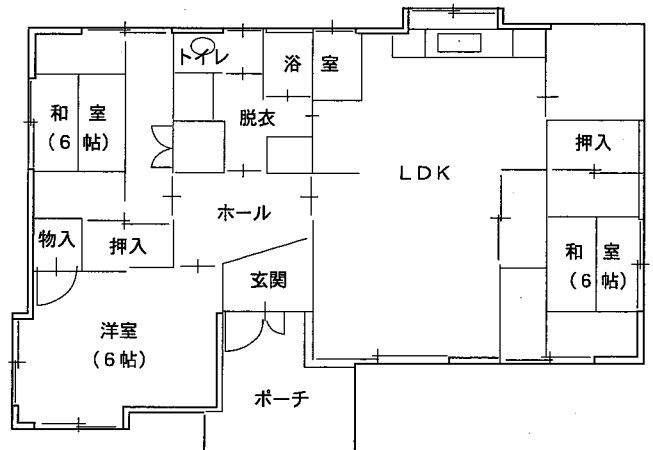 トイレ
浴 室
和 室
(6 帖)
脱衣
押入
LDK
ホール
物入
押入
和 室
(6 帖)
玄関
洋室
(6帖)
ポーチ